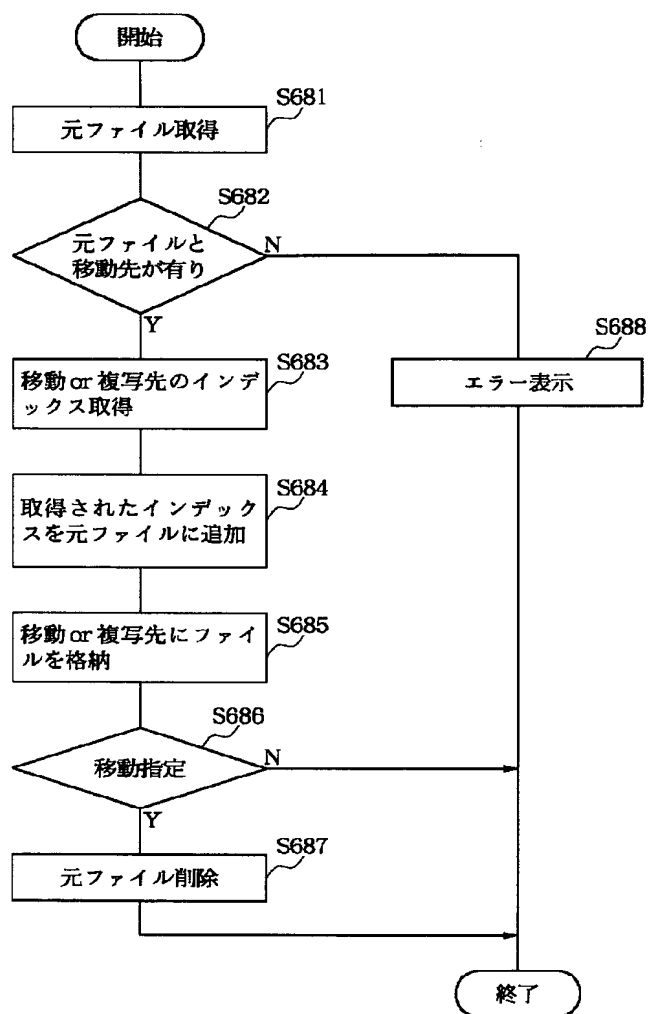 開始
S681
元ファイル取得
S682
元ファイルと
移動先が有り
N
Y
S688
エラー表示
S683
移動or複写先のインデ
ックス取得
S684
取得されたインデック
スを元ファイルに追加
S685
移動or複写先にファイ
ルを格納
S686
移動指定
N
Y
S687
元ファイル削除
終了